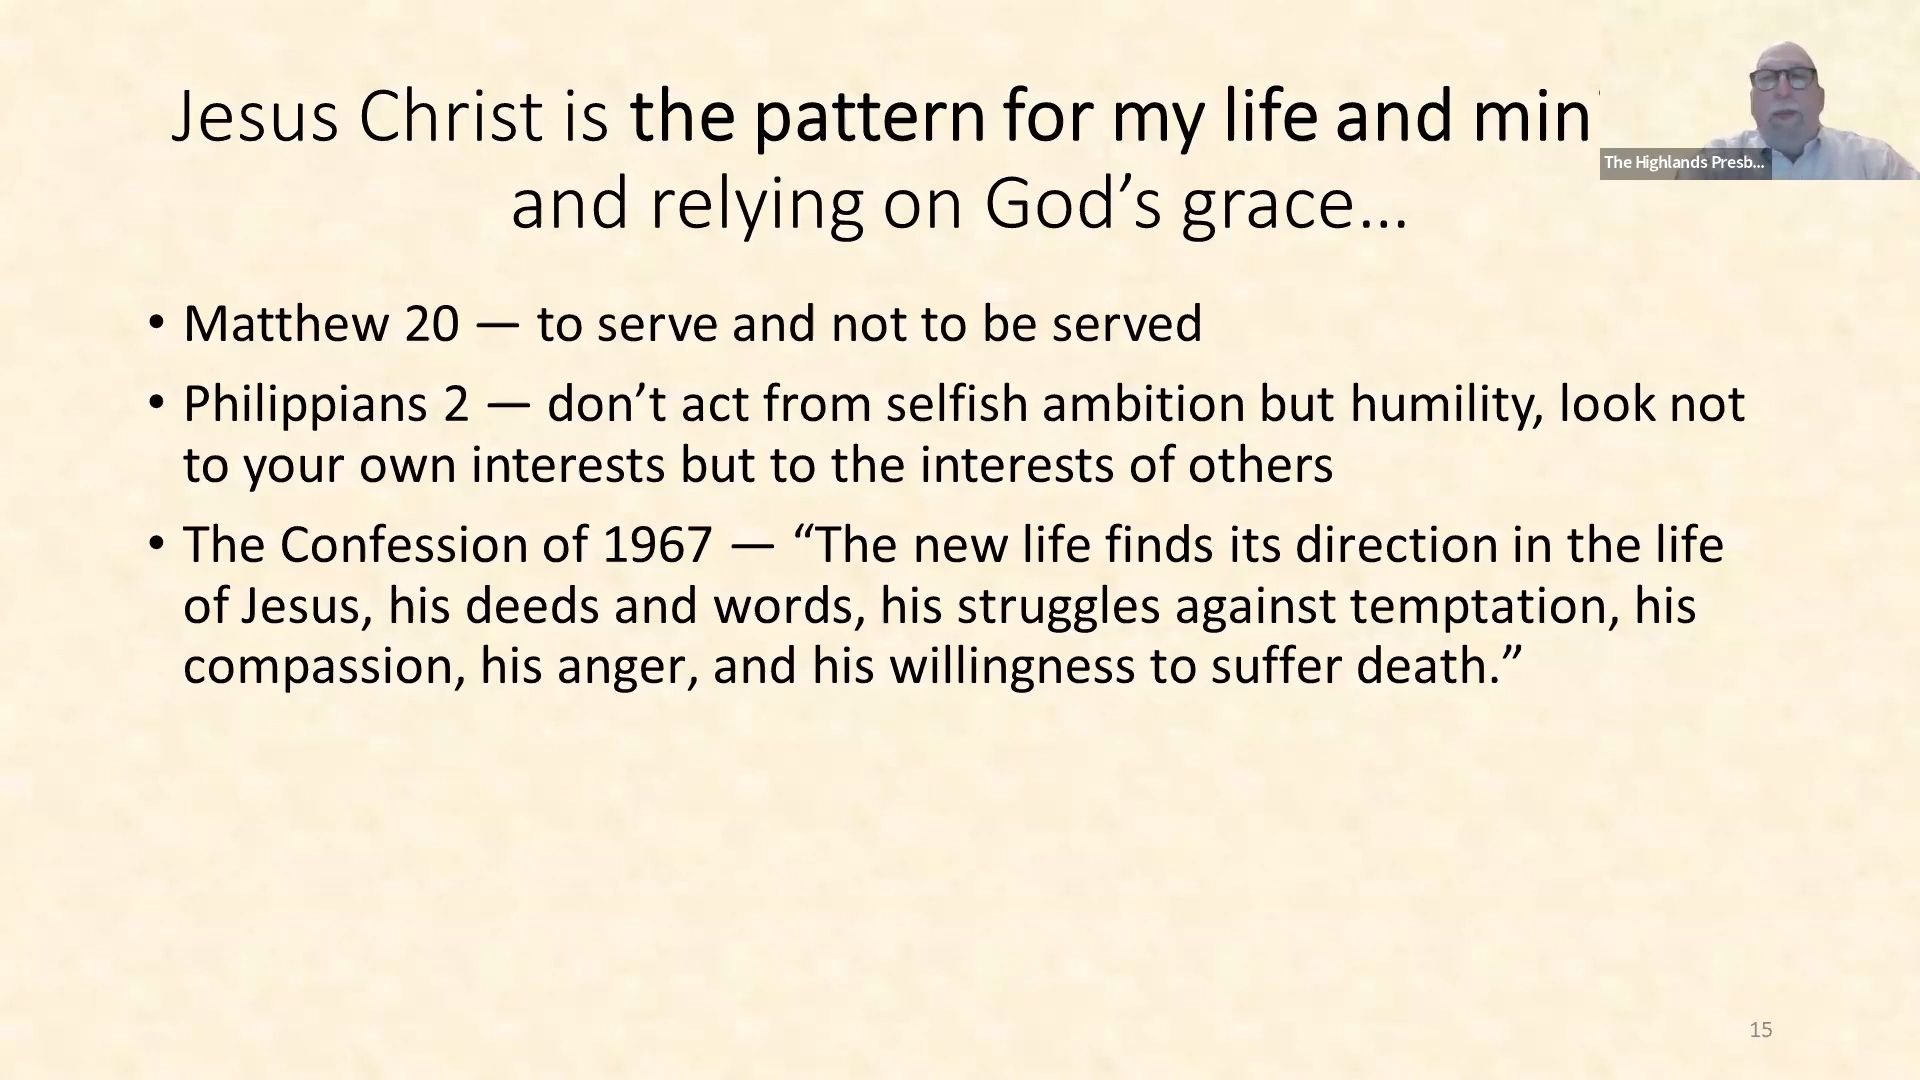 Jesus Christ is the pattern for my life and min
The Highlands Presb...
and relying on God’s grace…
• Matthew 20 — to serve and not to be served
• Philippians 2 — don’t act from selfish ambition but humility, look not
to your own interests but to the interests of others
• The Confession of 1967 — “The new life finds its direction in the life
of Jesus, his deeds and words, his struggles against temptation, his
compassion, his anger, and his willingness to suffer death.”
15